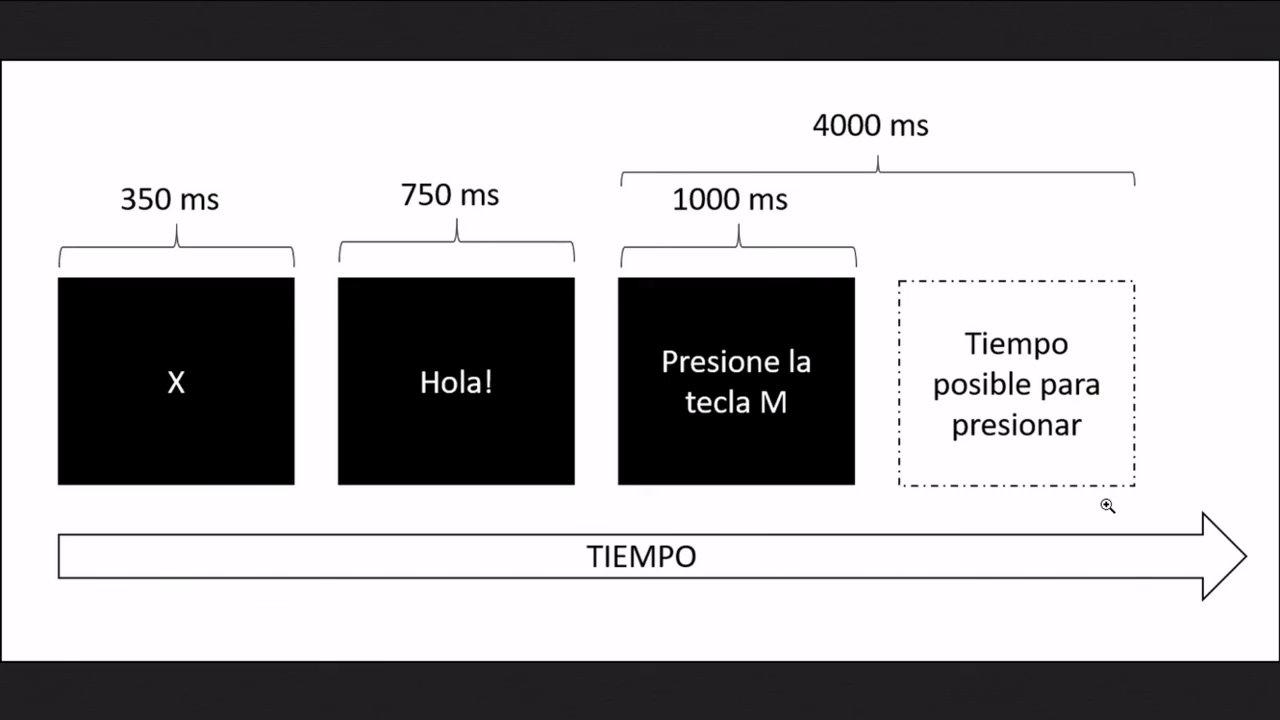 4000 ms
350 ms
750 ms
1000 ms
X
Hola!
Presione la
tecla M
Tiempo
posible para
presionar
TIEMPO